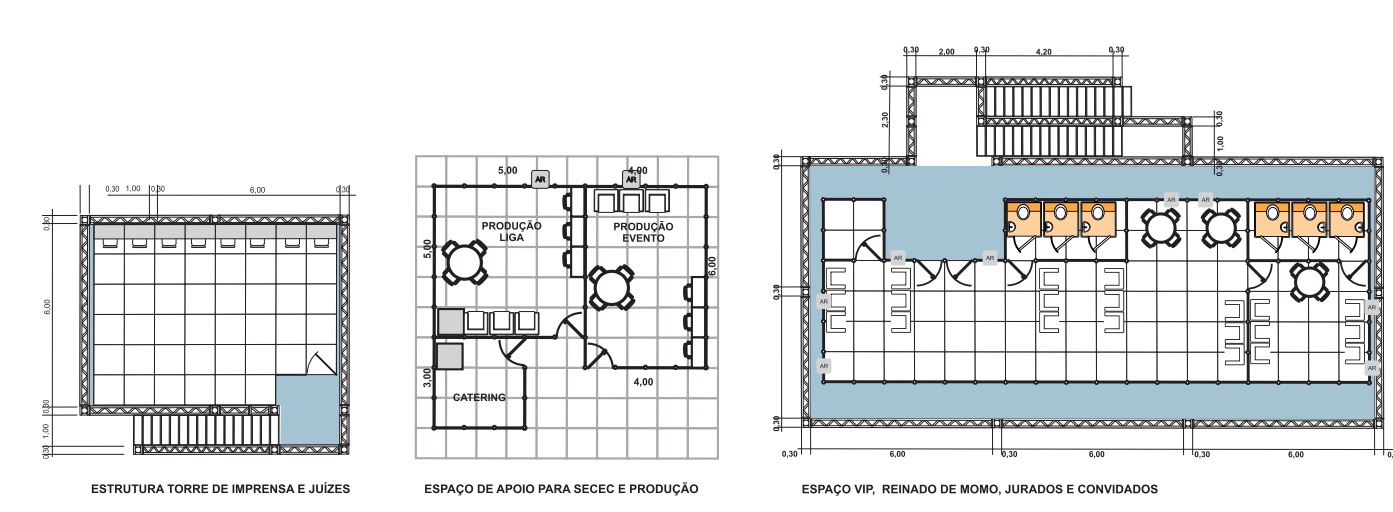 0,30 1,00 0,30 6,00 0,30
0,30
6,00
0,30
1,00
0,30
ESTRUTURA TORRE DE IMPRENSA E JUÍZES
5,00 AR 4,00 AR
PRODUÇÃO
LIGA
PRODUÇÃO
EVENTO
5,00
6,00
3,00
4,00
CATERING
ESPAÇO DE APOIO PARA SECEC E PRODUÇÃO
0,30 2,00 0,30 4,20 0,30
0,30
2,30
0,30
0,30
1,00
0,30
0,30
0,30
0,30
AR AR
AR AR
AR AR
AR AR
0,30 6,00 0,30 6,00 0,30 6,00
ESPAÇO VIP, REINADO DE MOMO, JURADOS E CONVIDADOS